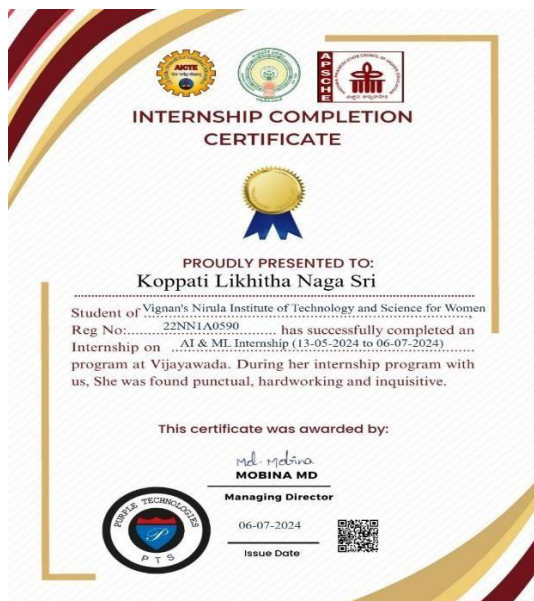 AICTE
APSCHE
INTERNSHIP COMPLETION
CERTIFICATE
PROUDLY PRESENTED TO:
Koppati Likhitha Naga Sri
Student of Vignan's Nirula Institute of Technology and Science for Women,
Reg No: 22NN1A0590 has successfully completed an
Internship on AI & ML Internship (13-05-2024 to 06-07-2024)
program at Vijayawada. During her internship program with
us, She was found punctual, hardworking and inquisitive.
This certificate was awarded by:
Md. Mobina
MOBINA MD
Managing Director
PURPLE TECHNOLOGIES
P
PTS
06-07-2024
Issue Date